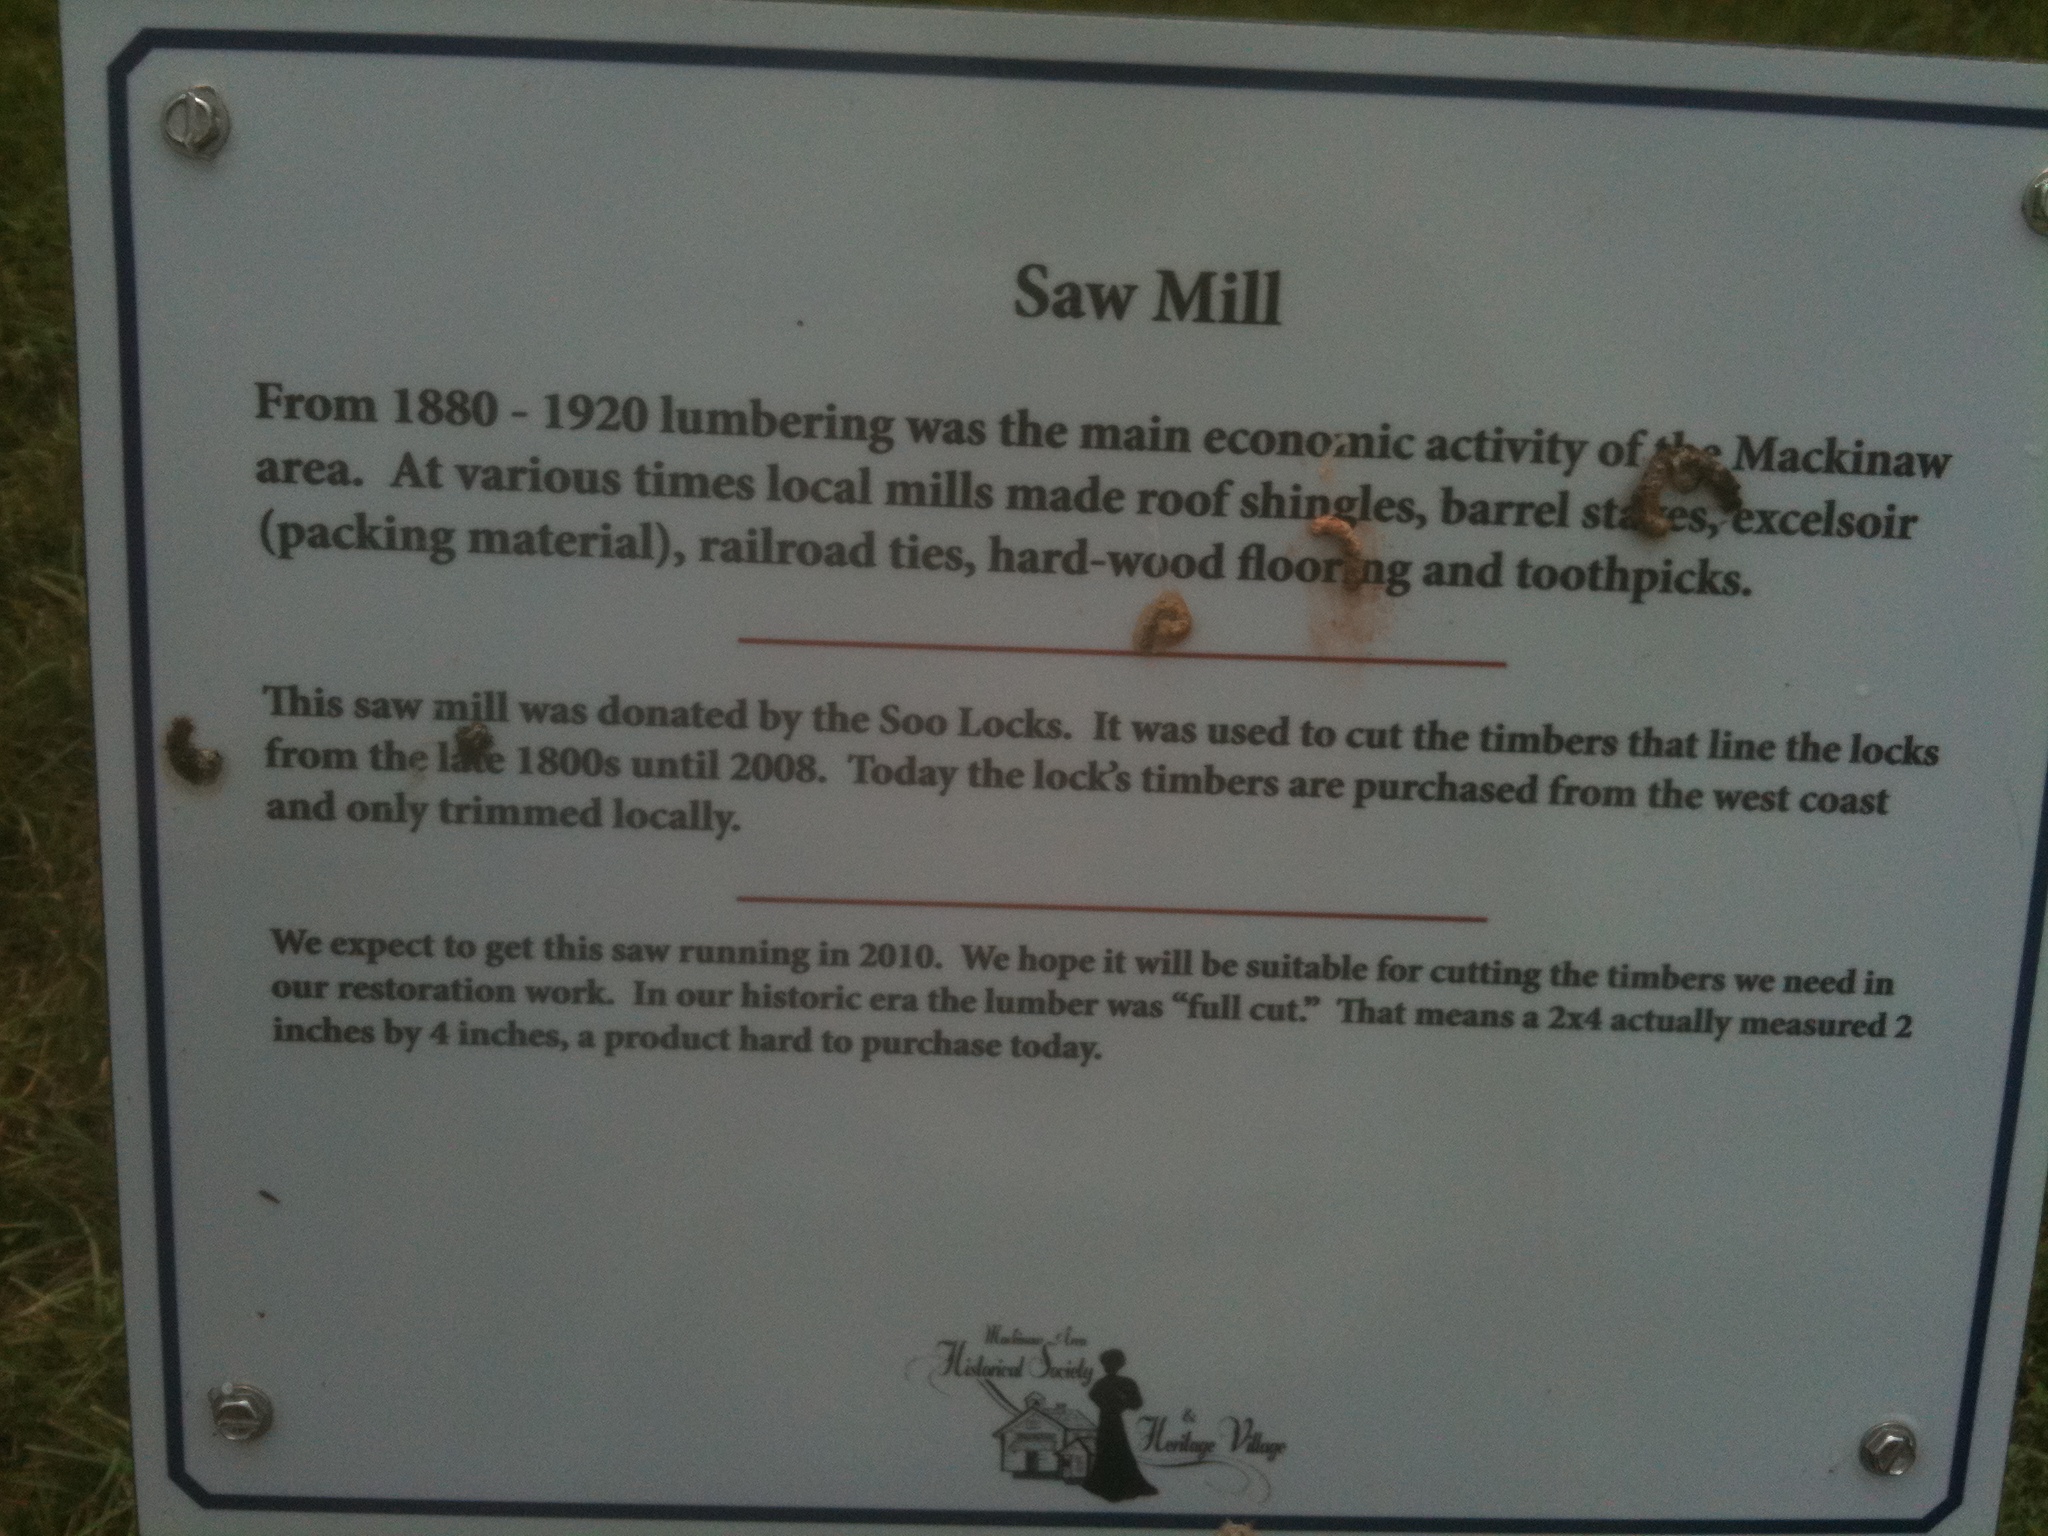 Saw Mill
From 1880 - 1920 lumbering was the main economic activity of the Mackinaw
area. At various times local mills made roof shingles, barrel staves, excelsoir
(packing material), railroad ties, hard-wood flooring and toothpicks.
This saw mill was donated by the Soo Locks. It was used to cut the timbers that line the locks
from the late 1800s until 2008. Today the lock's timbers are purchased from the west coast
and only trimmed locally.
We expect to get this saw running in 2010. We hope it will be suitable for cutting the timbers we need in
our restoration work. In our historic era the lumber was "full cut." That means a 2x4 actually measured 2
inches by 4 inches, a product hard to purchase today.
Mackinaw Area
Historical Society
&
Heritage Village